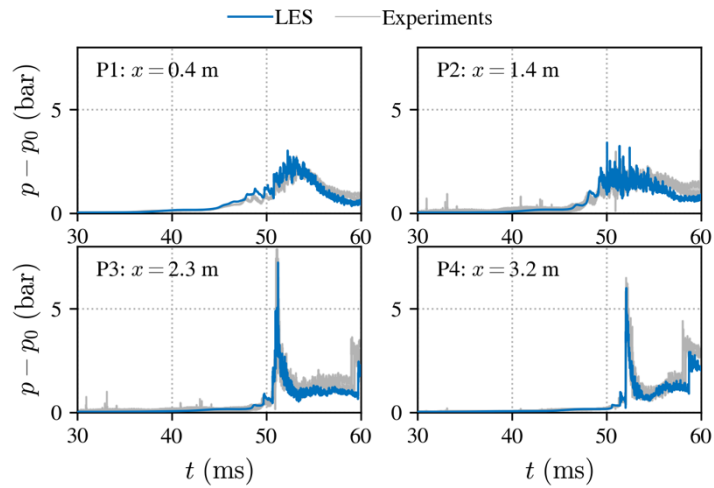 LES Experiments
P1: x = 0.4 m
P2: x = 1.4 m
p − p0 (bar)
5
0
5
0
30 40 50 60
30 40 50 60
P3: x = 2.3 m
P4: x = 3.2 m
p − p0 (bar)
5
0
5
0
30 40 50 60
30 40 50 60
t (ms)
t (ms)